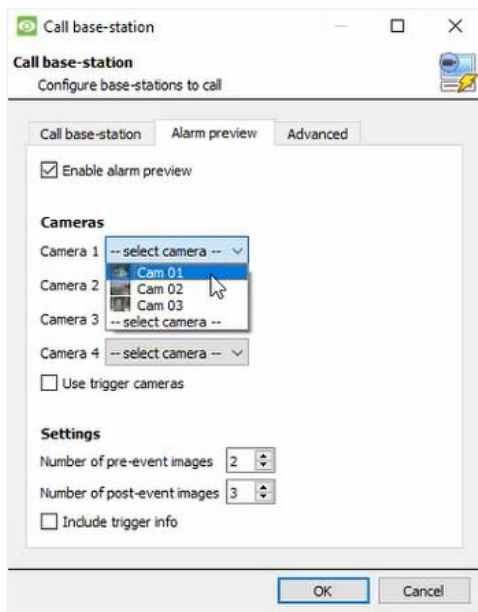 Call base-station
Call base-station
Configure base-stations to call
Call base-station Alarm preview Advanced
Enable alarm preview
Cameras
Camera 1 -- select camera --
Cam 01
Camera 2 Cam 02
Cam 03
Camera 3 -- select camera --
Camera 4 -- select camera --
Use trigger cameras
Settings
Number of pre-event images 2
Number of post-event images 3
Include trigger info
OK Cancel